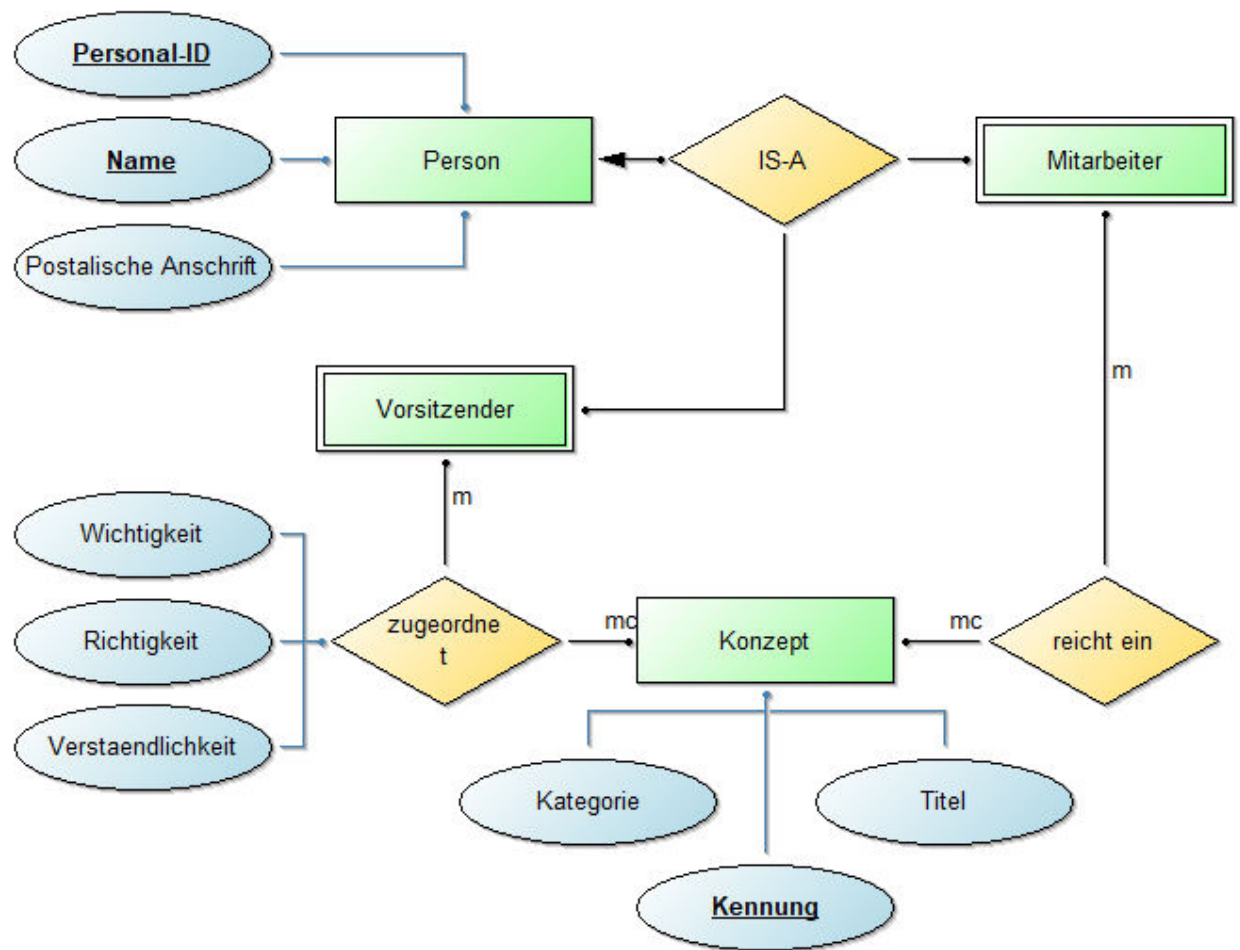 Personal-ID
Name
Person
IS-A
Mitarbeiter
Postalische Anschrift
Vorsitzender
m
m
Wichtigkeit
Richtigkeit
Verstaendlichkeit
zugeordne
t
mc
Konzept
mc
reicht ein
Kategorie
Titel
Kennung